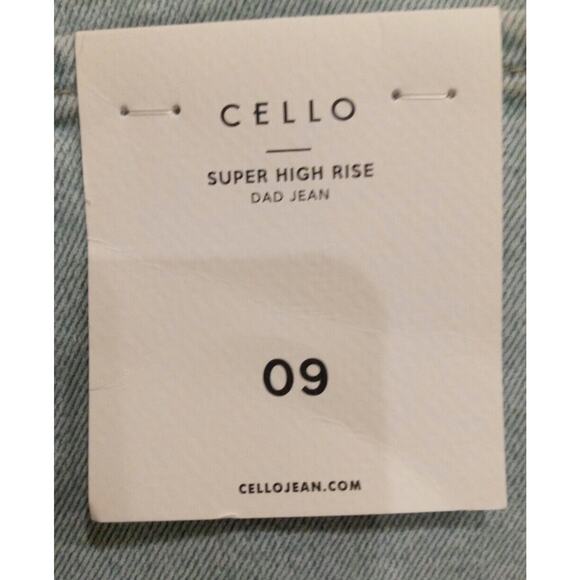 CELLO
SUPER HIGH RISE
DAD JEAN
09
CELLOJEAN.COM